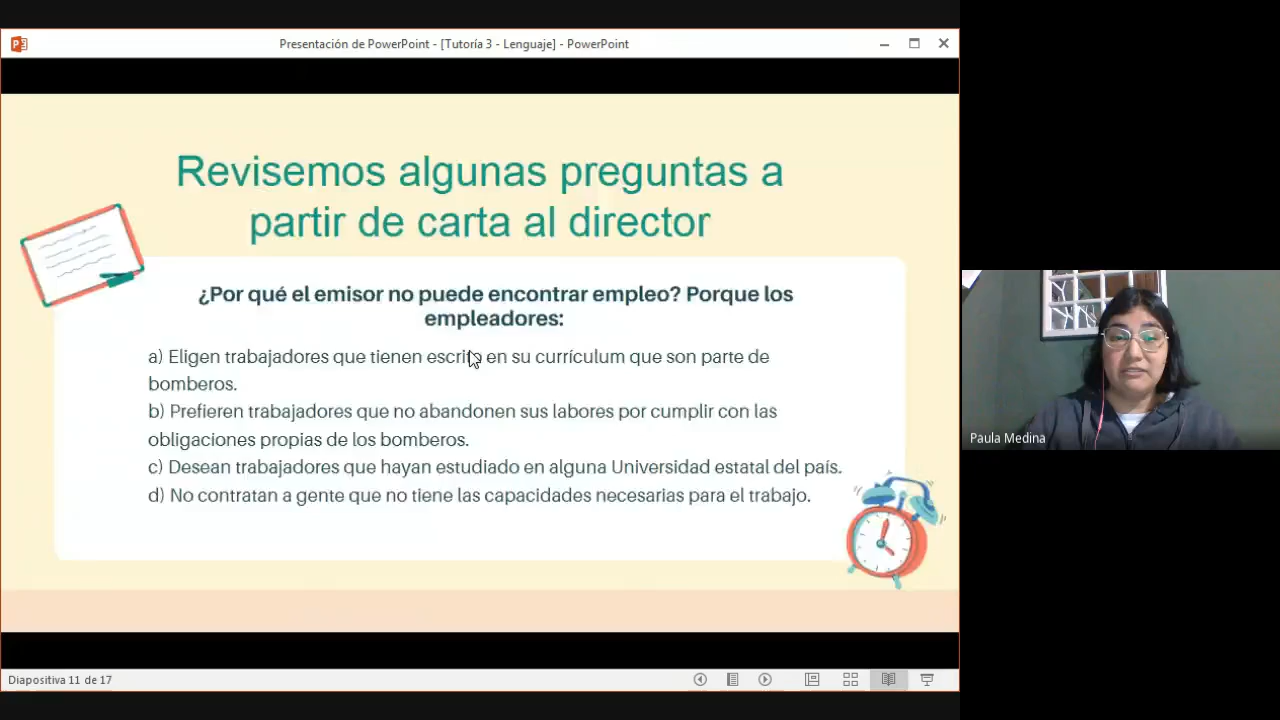 Presentación de PowerPoint - [Tutoría 3 - Lenguaje] - PowerPoint
Revisemos algunas preguntas a
partir de carta al director
¿Por qué el emisor no puede encontrar empleo? Porque los
empleadores:
a) Eligen trabajadores que tienen escrito en su currículum que son parte de
bomberos.
b) Prefieren trabajadores que no abandonen sus labores por cumplir con las
obligaciones propias de los bomberos.
c) Desean trabajadores que hayan estudiado en alguna Universidad estatal del país.
d) No contratan a gente que no tiene las capacidades necesarias para el trabajo.
Paula Medina
Diapositiva 11 de 17